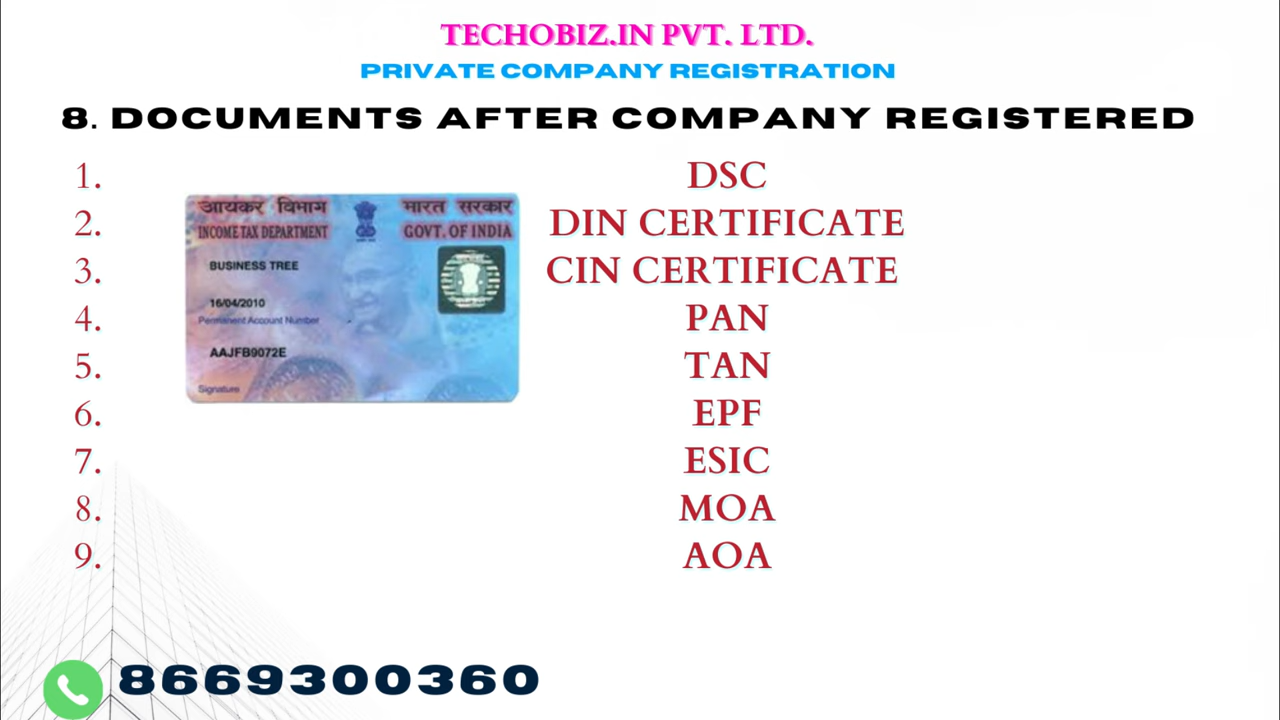 TECHOBIZ.IN PVT. LTD.
PRIVATE COMPANY REGISTRATION
8. DOCUMENTS AFTER COMPANY REGISTERED
1. DSC
2. DIN CERTIFICATE
3. CIN CERTIFICATE
4. PAN
5. TAN
6. EPF
7. ESIC
8. MOA
9. AOA
आयकर विभाग भारत सरकार
INCOME TAX DEPARTMENT GOVT. OF INDIA
BUSINESS TREE
16/04/2010
Permanent Account Number
AAJFB9072E
Signature
8669300360